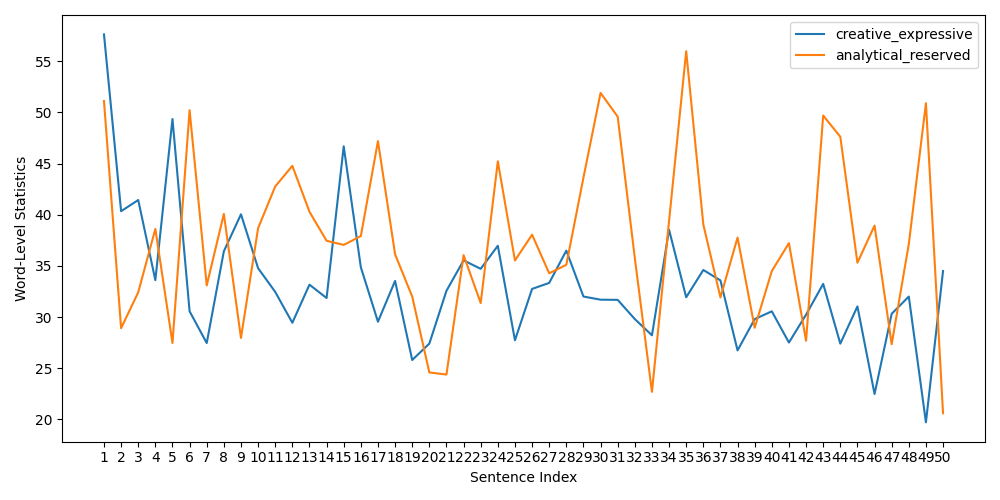 creative_expressive
analytical_reserved
Word-Level Statistics
55
50
45
40
35
30
25
20
1 2 3 4 5 6 7 8 9 10 11 12 13 14 15 16 17 18 19 20 21 22 23 24 25 26 27 28 29 30 31 32 33 34 35 36 37 38 39 40 41 42 43 44 45 46 47 48 49 50
Sentence Index